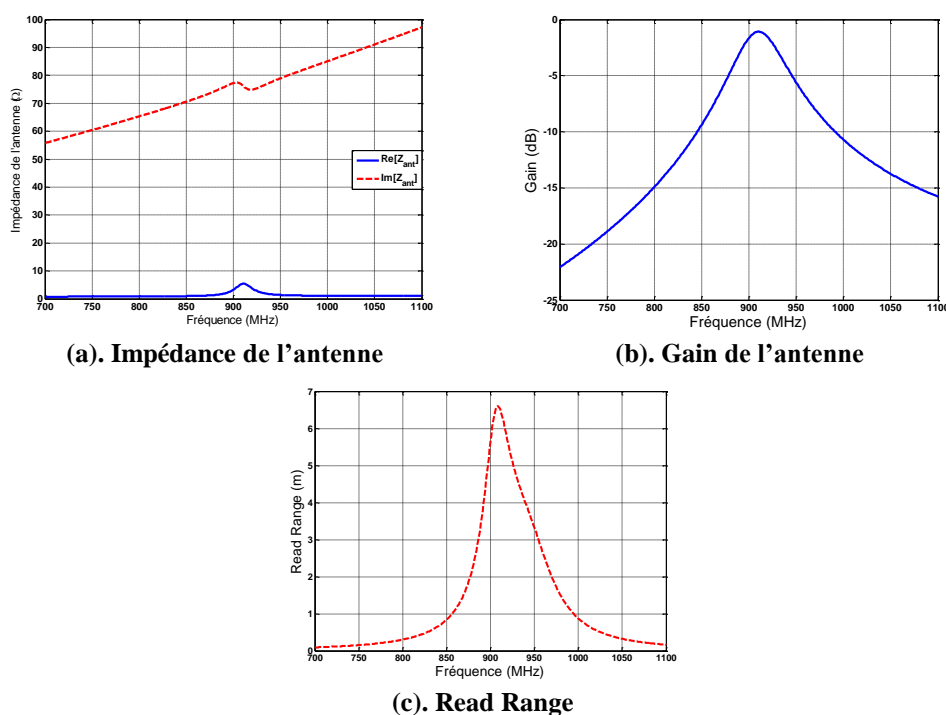 100
90
80
70
60
50
40
30
20
10
0
700 750 800 850 900 950 1000 1050 1100
Impédance de l'antenne (Ω)
Re[Z_ant]
Im[Z_ant]
Fréquence (MHz)
(a). Impédance de l'antenne
0
-5
-10
-15
-20
-25
700 750 800 850 900 950 1000 1050 1100
Gain (dB)
Fréquence (MHz)
(b). Gain de l'antenne
7
6
5
4
3
2
1
0
700 750 800 850 900 950 1000 1050 1100
Read Range (m)
Fréquence (MHz)
(c). Read Range